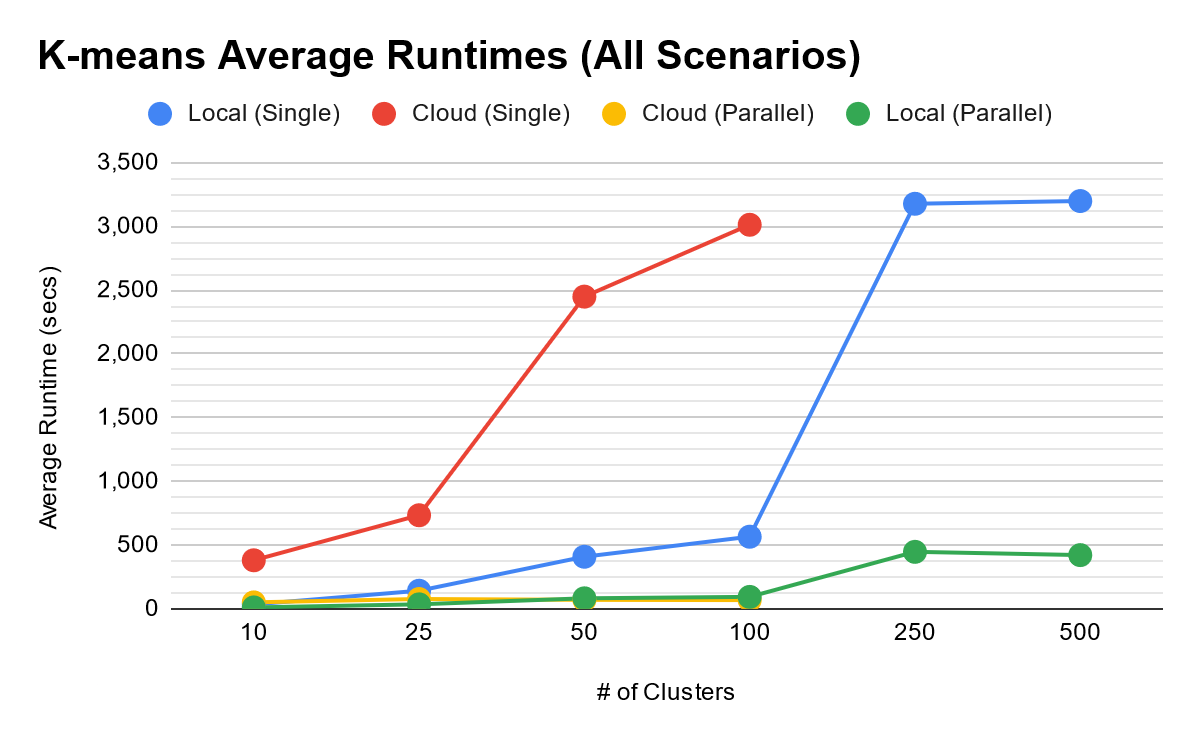 K-means Average Runtimes (All Scenarios)
Local (Single) Cloud (Single) Cloud (Parallel) Local (Parallel)
3,500
3,000
2,500
2,000
1,500
1,000
500
0
Average Runtime (secs)
10 25 50 100 250 500
# of Clusters